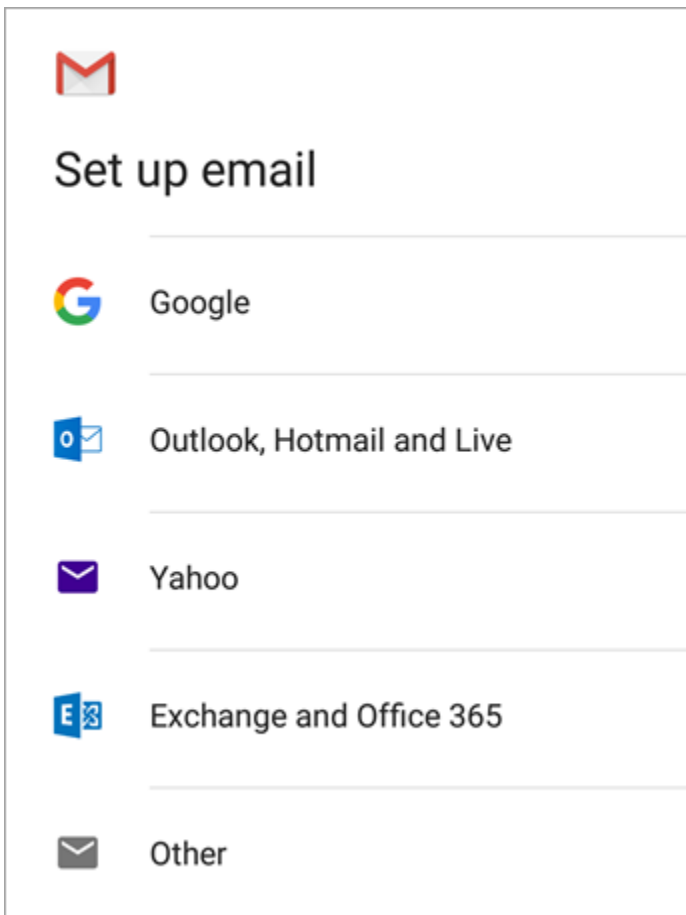 Set up email
Google
Outlook, Hotmail and Live
Yahoo
Exchange and Office 365
Other